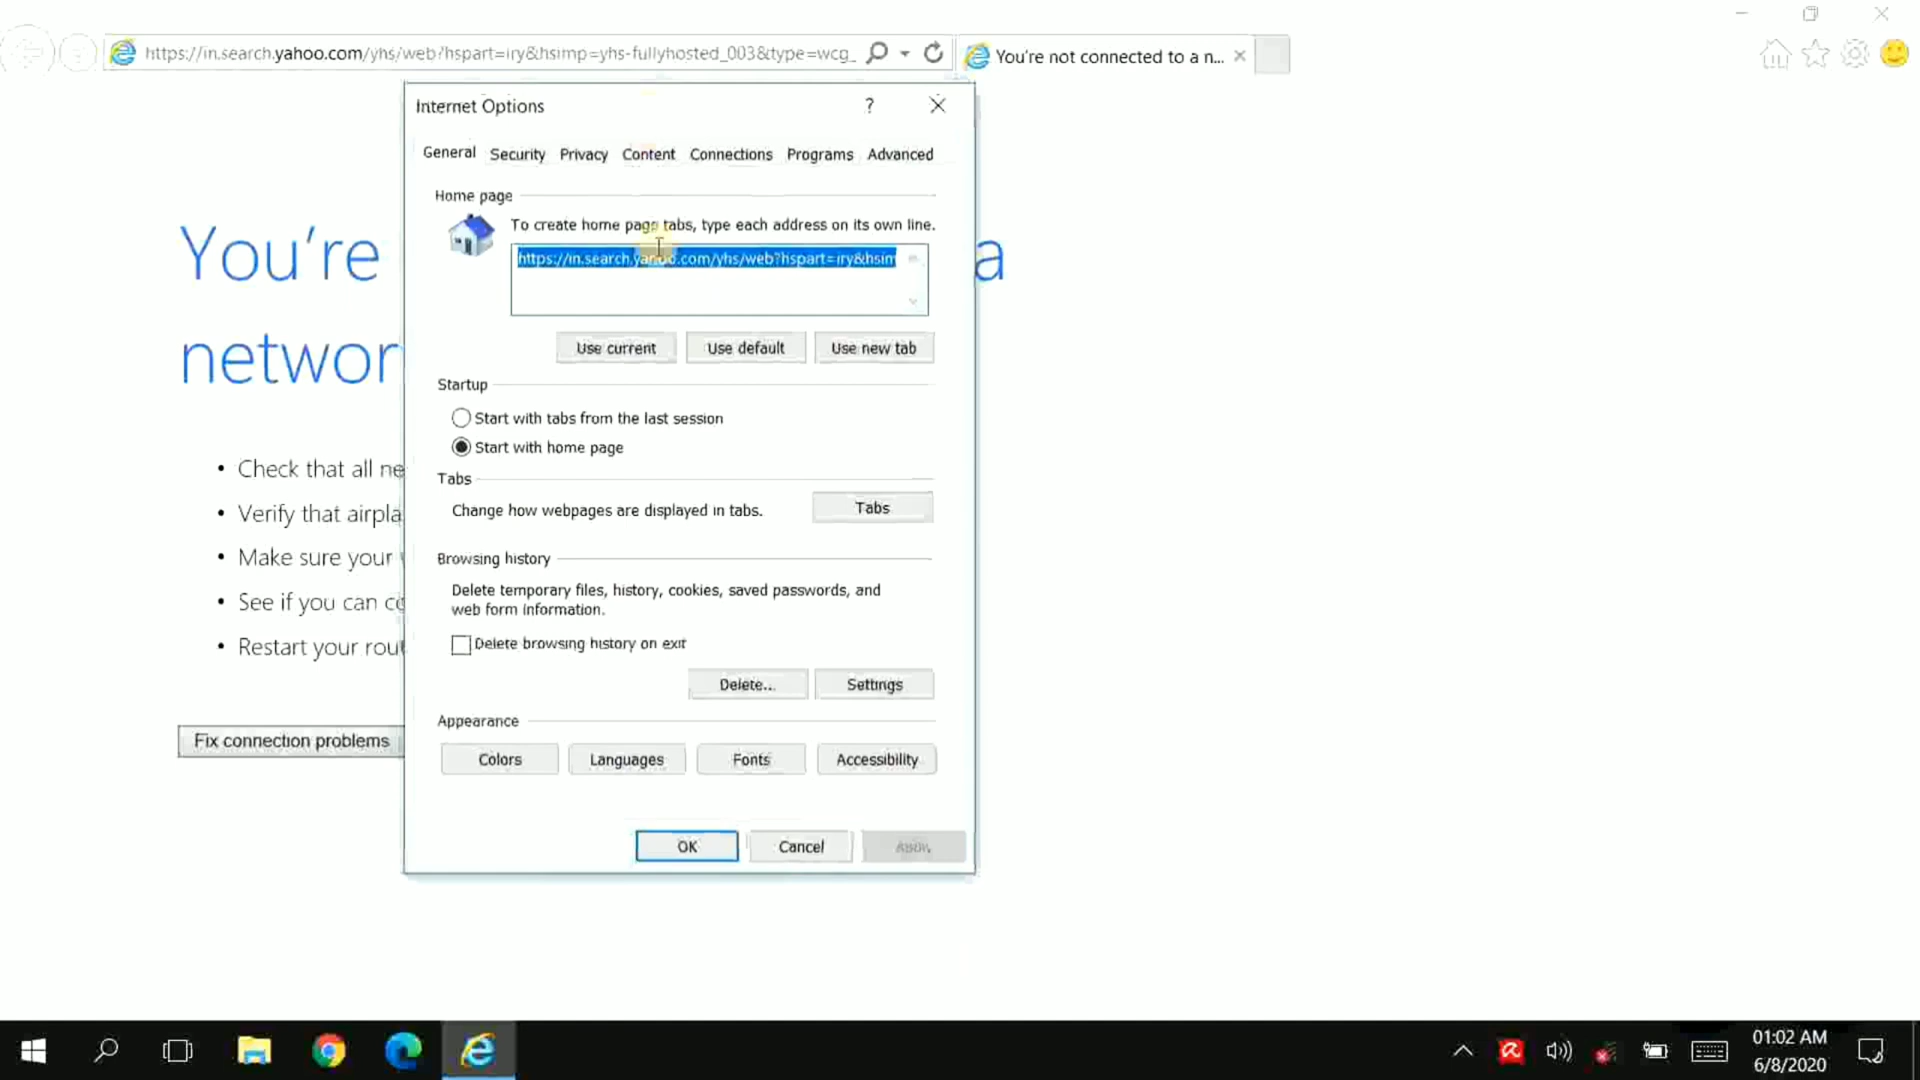 https://in.search.yahoo.com/yhs/web?hspart=iry&hsimp=yhs-fullyhosted_003&type=wcg_
You're not connected to a n...
Internet Options
?
General Security Privacy Content Connections Programs Advanced
Home page
To create home page tabs, type each address on its own line.
https://in.search.yahoo.com/yhs/web?hspart=iry&hsim
Use current Use default Use new tab
Startup
Start with tabs from the last session
Start with home page
Tabs
Change how webpages are displayed in tabs.
Tabs
Browsing history
Delete temporary files, history, cookies, saved passwords, and
web form information.
Delete browsing history on exit
Delete... Settings
Appearance
Colors Languages Fonts Accessibility
OK Cancel Apply
You're a
networ
• Check that all ne
• Verify that airpla
• Make sure your
• See if you can co
• Restart your rou
Fix connection problems
01:02 AM
6/8/2020